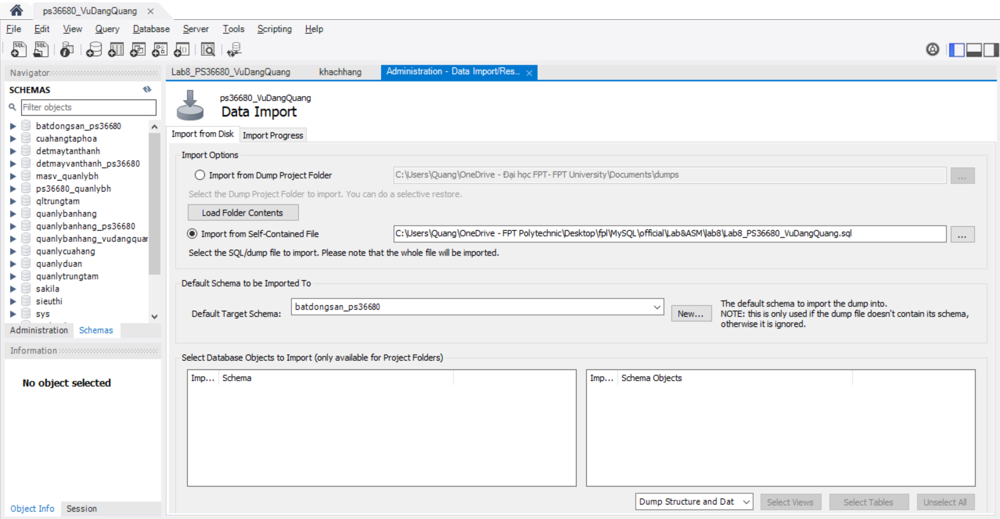 ps36680_VuDangQuang
File Edit View Query Database Server Tools Scripting Help
Navigator
SCHEMAS
Filter objects
batdongsan_ps36680
cuahangtaphoa
detmaytanthanh
detmayvanthanh_ps36680
masv_quanlybh
ps36680_quanlybh
qltrungtam
quanlybanhang
quanlybanhang_ps36680
quanlybanhang_vudangquar
quanlycuahang
quanlyduan
quanlytrungtam
sakila
sieuthi
sys
Administration Schemas
Information
No object selected
Object Info Session
Lab8_PS36680_VuDangQuang khachhang Administration - Data Import/Res...
ps36680_VuDangQuang
Data Import
Import from Disk Import Progress
Import Options
Import from Dump Project Folder C:\Users\Quang\OneDrive - Đại học FPT- FPT University\Documents\dumps ...
Select the Dump Project Folder to import. You can do a selective restore.
Load Folder Contents
Import from Self-Contained File C:\Users\Quang\OneDrive - FPT Polytechnic\Desktop\fpl\MySQL\official\Lab&ASM\lab8\Lab8_PS36680_VuDangQuang.sql ...
Select the SQL/dump file to import. Please note that the whole file will be imported.
Default Schema to be Imported To
Default Target Schema: batdongsan_ps36680 New...
The default schema to import the dump into.
NOTE: this is only used if the dump file doesn't contain its schema,
otherwise it is ignored.
Select Database Objects to Import (only available for Project Folders)
Imp... Schema
Imp... Schema Objects
Dump Structure and Dat Select Views Select Tables Unselect All